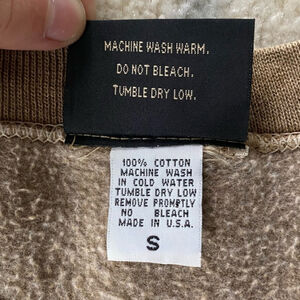 MACHINE WASH WARM.
DO NOT BLEACH.
TUMBLE DRY LOW.
100% COTTON
MACHINE WASH
IN COLD WATER
TUMBLE DRY LOW
REMOVE PROMPTLY
NO BLEACH
MADE IN U.S.A.
S